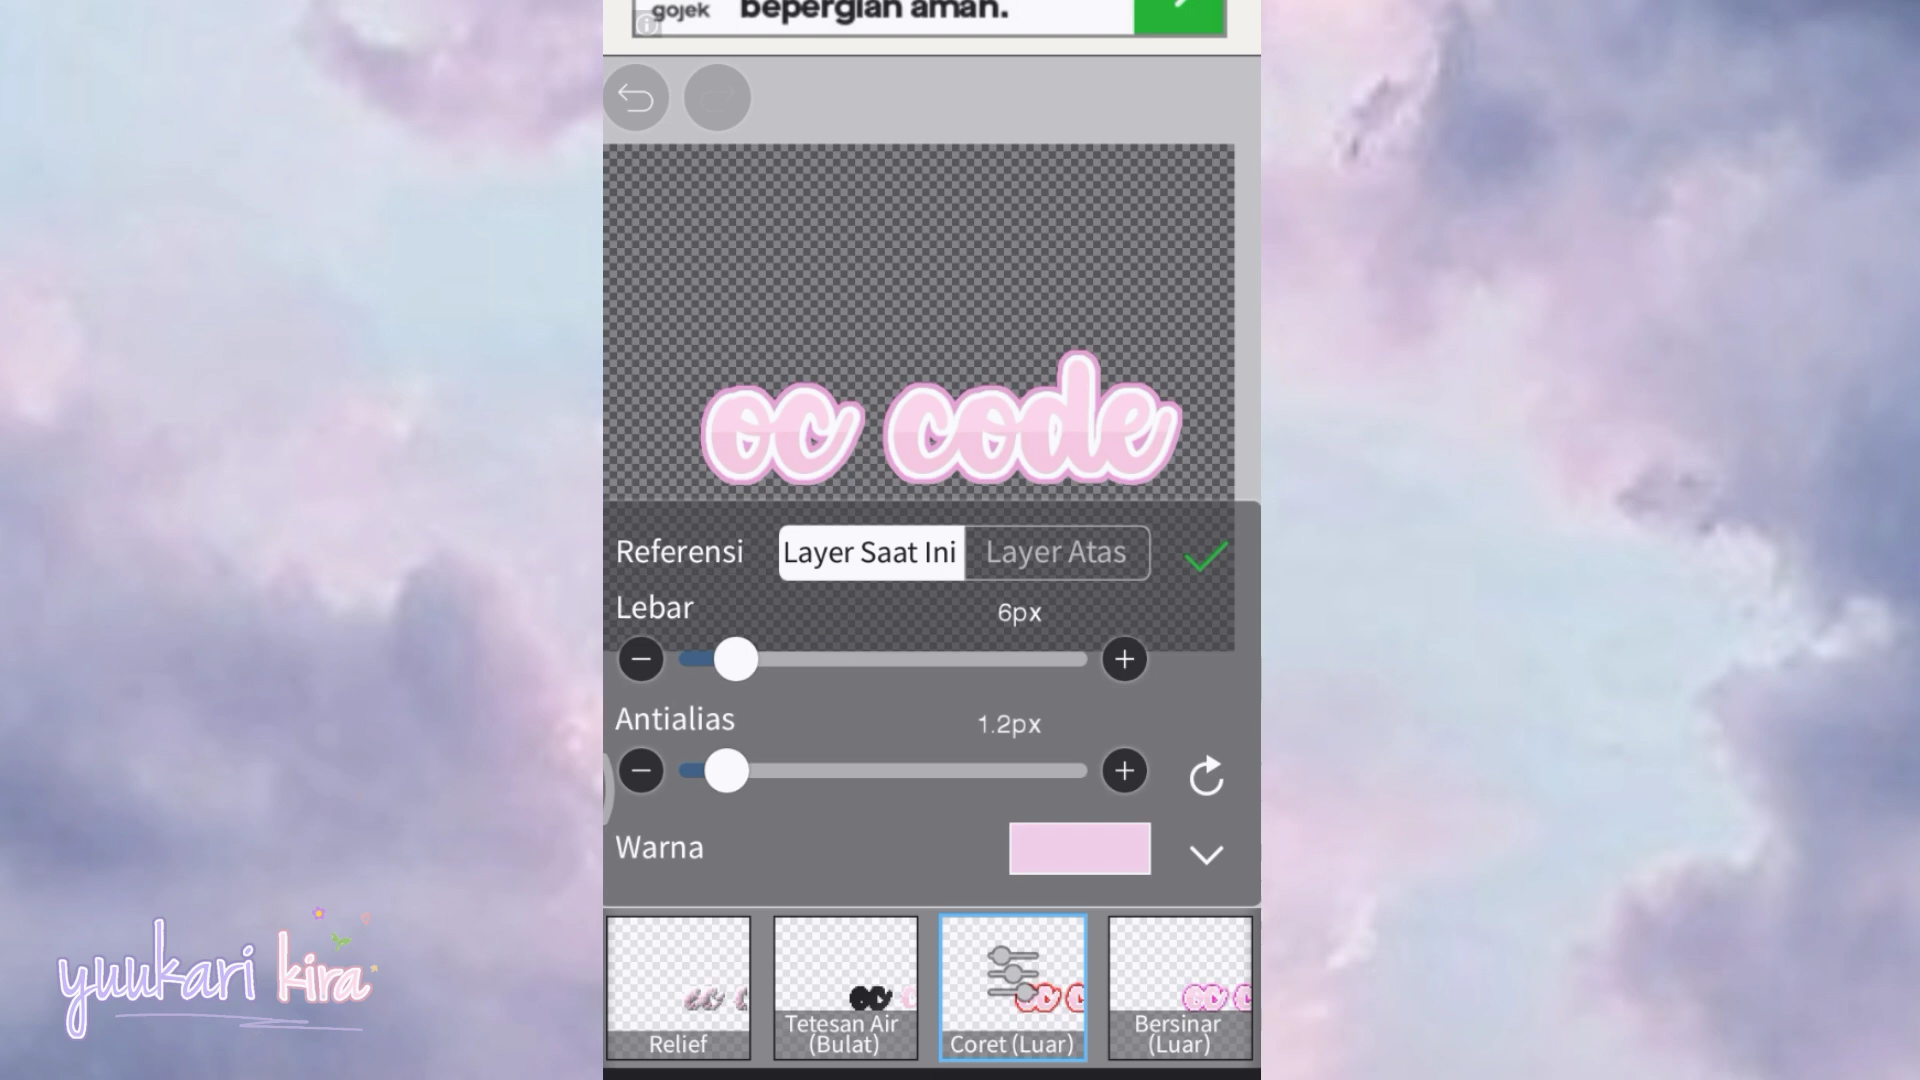 gojek beperglan aman.
oc code
Referensi Layer Saat Ini Layer Atas
Lebar 6px
Antialias 1.2px
Warna
Relief
Tetesan Air
(Bulat)
Coret (Luar)
Bersinar
(Luar)
yuukari kira